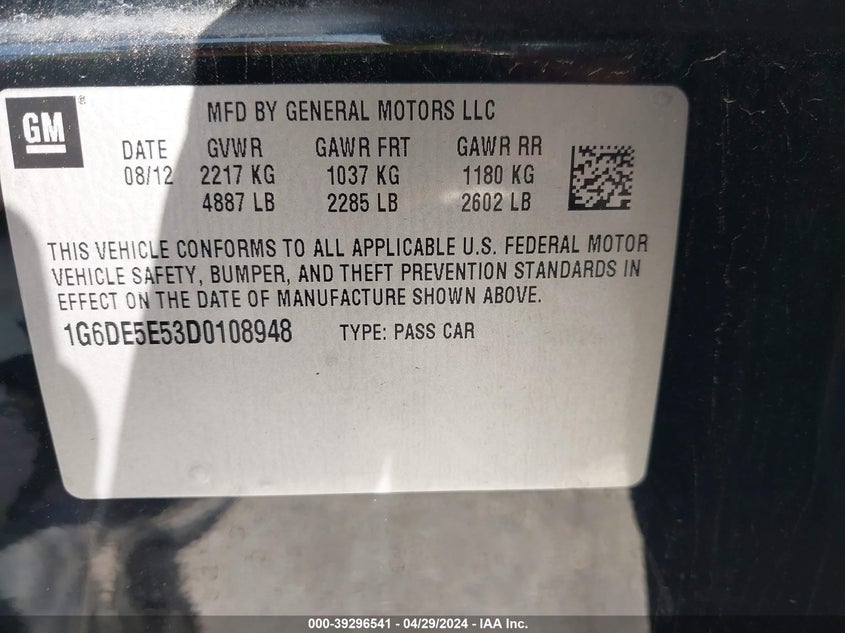 GM ®
MFD BY GENERAL MOTORS LLC
DATE GVWR GAWR FRT GAWR RR
08/12 2217 KG 1037 KG 1180 KG
4887 LB 2285 LB 2602 LB
THIS VEHICLE CONFORMS TO ALL APPLICABLE U.S. FEDERAL MOTOR
VEHICLE SAFETY, BUMPER, AND THEFT PREVENTION STANDARDS IN
EFFECT ON THE DATE OF MANUFACTURE SHOWN ABOVE.
1G6DE5E53D0108948 TYPE: PASS CAR
000-39296541 - 04/29/2024 - IAA Inc.